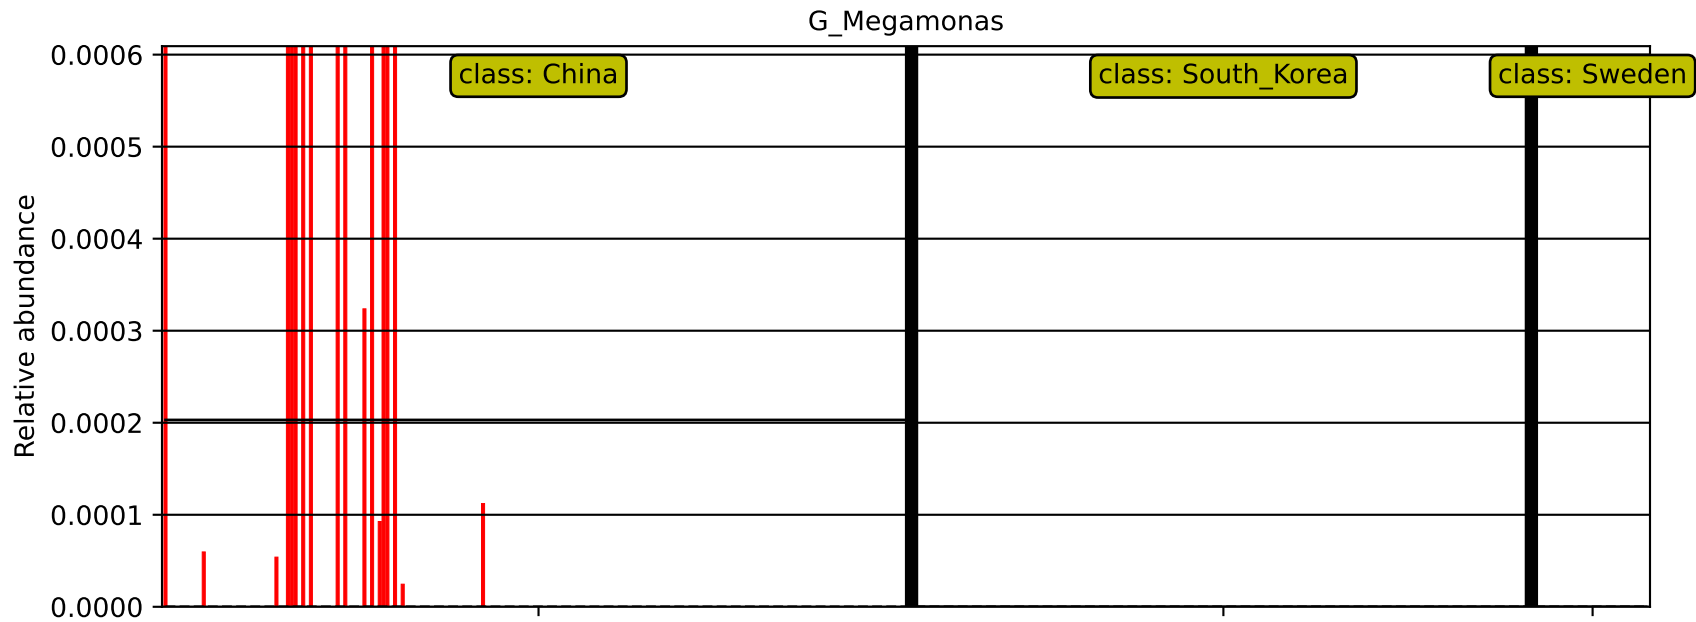 G_Megamonas
0.0006
0.0005
0.0004
0.0003
0.0002
0.0001
0.0000
Relative abundance
class: China
class: South_Korea
class: Sweden